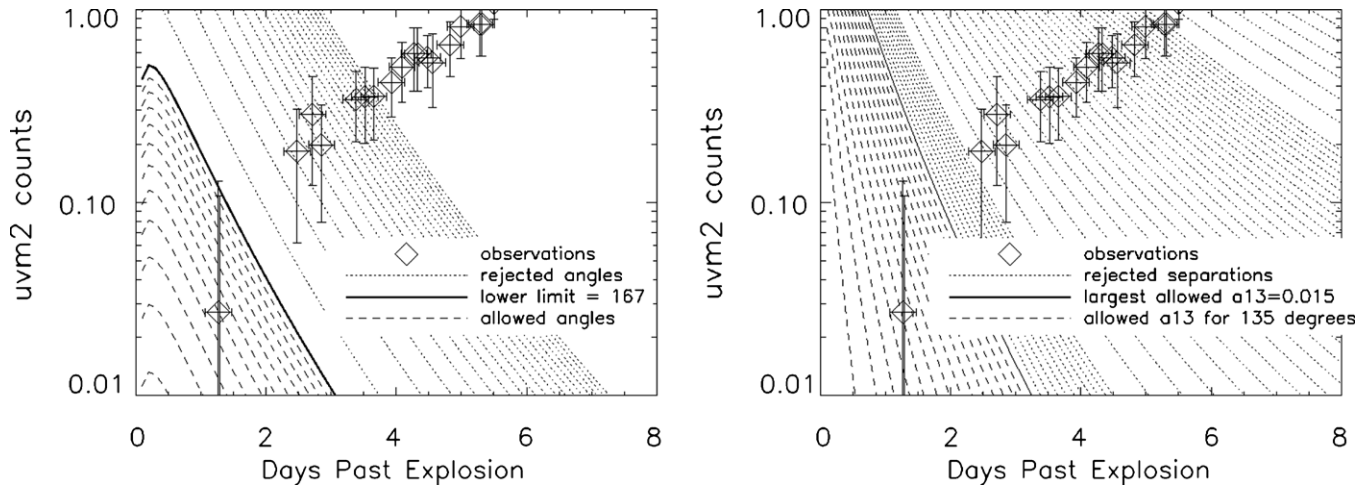 1.00
0.10
0.01
uvm2 counts
observations
rejected angles
lower limit = 167
allowed angles
0 2 4 6 8
Days Past Explosion
1.00
0.10
0.01
uvm2 counts
observations
rejected separations
largest allowed a13=0.015
allowed a13 for 135 degrees
0 2 4 6 8
Days Past Explosion